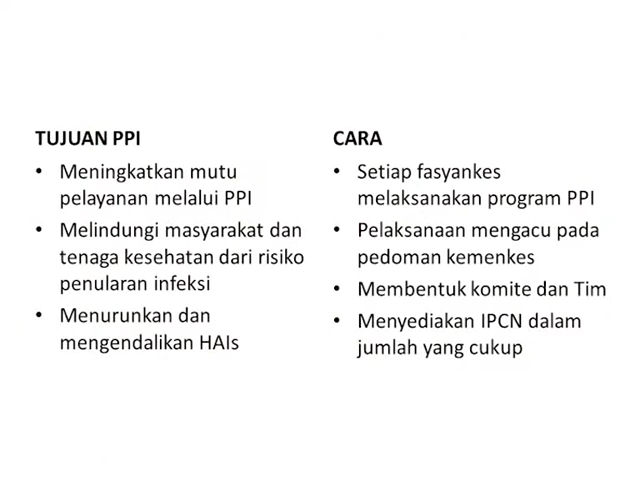 TUJUAN PPI
• Meningkatkan mutu
pelayanan melalui PPI
• Melindungi masyarakat dan
tenaga kesehatan dari risiko
penularan infeksi
• Menurunkan dan
mengendalikan HAIs
CARA
• Setiap fasyankes
melaksanakan program PPI
• Pelaksanaan mengacu pada
pedoman kemenkes
• Membentuk komite dan Tim
• Menyediakan IPCN dalam
jumlah yang cukup